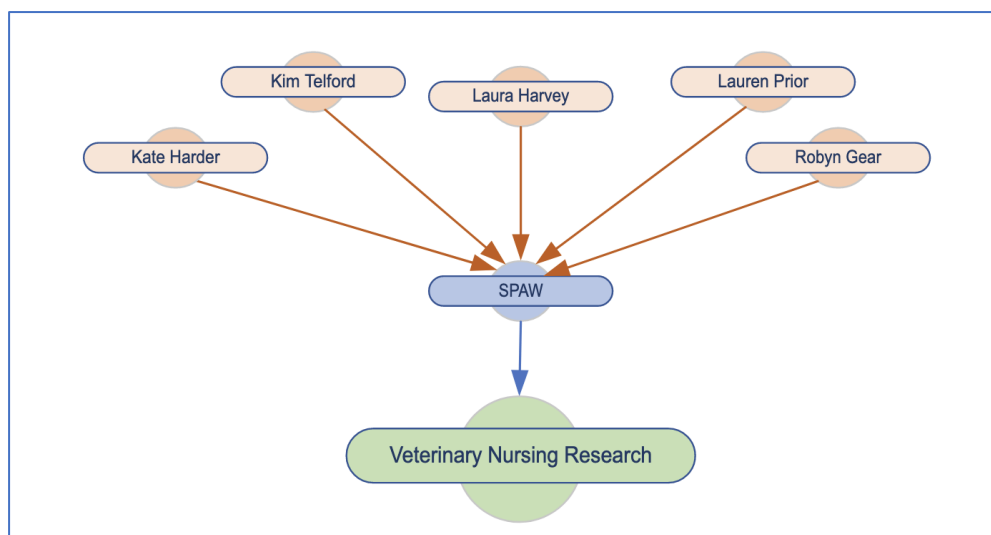 Kim Telford
Laura Harvey
Lauren Prior
Kate Harder
Robyn Gear
SPAW
Veterinary Nursing Research